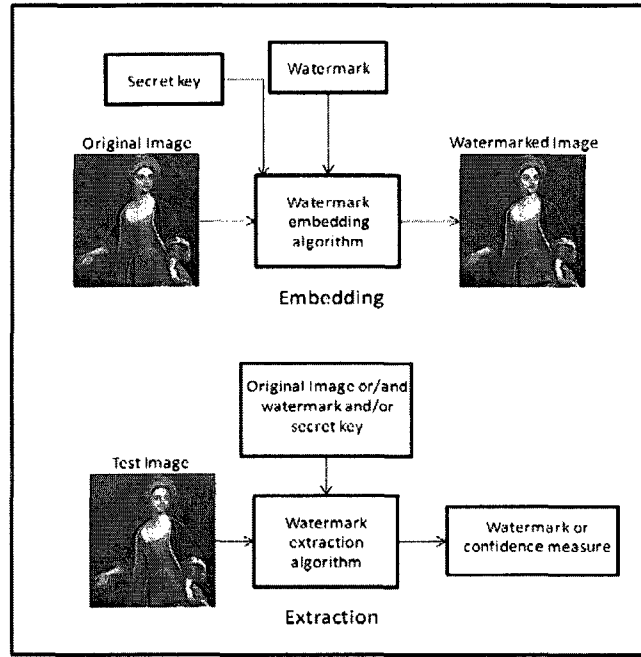 Watermark
Secret key
Original Image
Watermarked Image
Watermark
embedding
algorithm
Embedding
Original Image or/and
watermark and/or
secret key
Test Image
Watermark
extraction
algorithm
Watermark or
confidence measure
Extraction